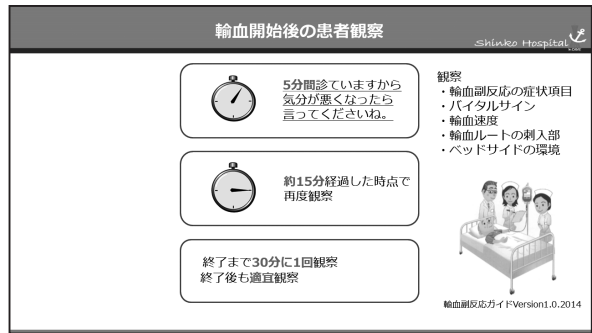 輸血開始後の患者観察
Shinko Hospital
KOBE
5分間診ていますから
気分が悪くなったら
言ってくださいね。
約15分経過した時点で
再度観察
終了まで30分に1回観察
終了後も適宜観察
観察
・輸血副反応の症状項目
・バイタルサイン
・輸血速度
・輸血ルートの刺入部
・ベッドサイドの環境
輸血副反応ガイドVersion1.0.2014